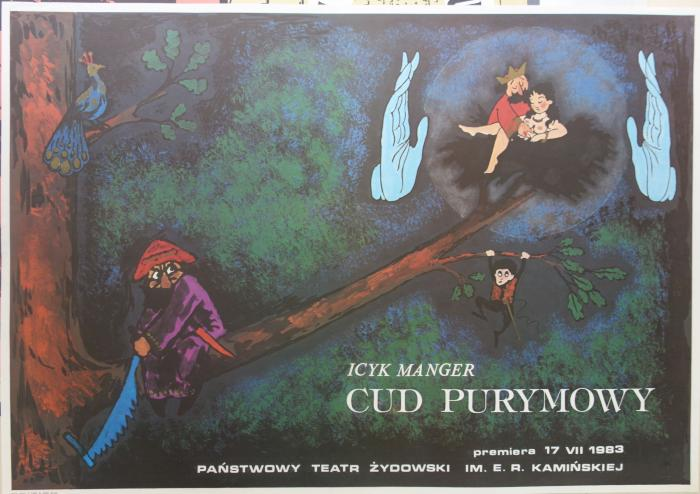 ICYK MANGER
CUD PURYMOWY
premiera 17 VII 1983
PAŃSTWOWY TEATR ŻYDOWSKI IM. E. R. KAMIŃSKIEJ